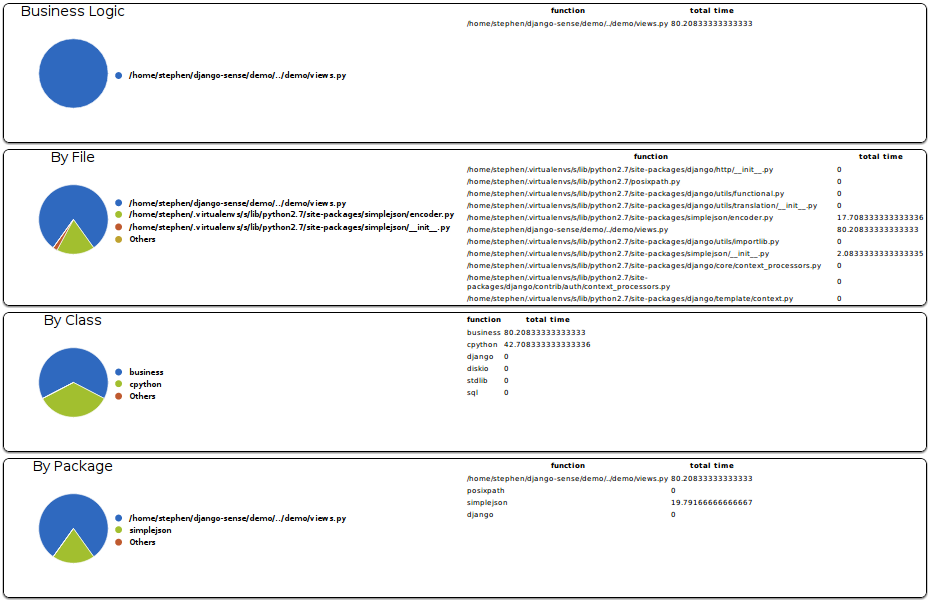 Business Logic
function total time
/home/stephen/django-sense/demo/../demo/views.py 80.20833333333333
/home/stephen/django-sense/demo/../demo/views.py
By File
function total time
/home/stephen/.virtualenvs/s/lib/python2.7/site-packages/django/http/__init__.py 0
/home/stephen/.virtualenvs/s/lib/python2.7/posixpath.py 0
/home/stephen/.virtualenvs/s/lib/python2.7/site-packages/django/utils/functional.py 0
/home/stephen/.virtualenvs/s/lib/python2.7/site-packages/django/utils/translation/__init__.py 0
/home/stephen/.virtualenvs/s/lib/python2.7/site-packages/simplejson/encoder.py 17.708333333333336
/home/stephen/django-sense/demo/../demo/views.py 80.20833333333333
/home/stephen/.virtualenvs/s/lib/python2.7/site-packages/django/utils/importlib.py 0
/home/stephen/.virtualenvs/s/lib/python2.7/site-packages/simplejson/__init__.py 2.0833333333333335
/home/stephen/.virtualenvs/s/lib/python2.7/site-packages/django/core/context_processors.py 0
/home/stephen/.virtualenvs/s/lib/python2.7/site-
packages/django/contrib/auth/context_processors.py 0
/home/stephen/.virtualenvs/s/lib/python2.7/site-packages/django/template/context.py 0
/home/stephen/django-sense/demo/../demo/views.py
/home/stephen/.virtualenvs/s/lib/python2.7/site-packages/simplejson/encoder.py
/home/stephen/.virtualenvs/s/lib/python2.7/site-packages/simplejson/__init__.py
Others
By Class
function total time
business 80.20833333333333
cpython 42.708333333333336
django 0
diskio 0
stdlib 0
sql 0
business
cpython
Others
By Package
function total time
/home/stephen/django-sense/demo/../demo/views.py 80.20833333333333
posixpath 0
simplejson 19.79166666666667
django 0
/home/stephen/django-sense/demo/../demo/views.py
simplejson
Others